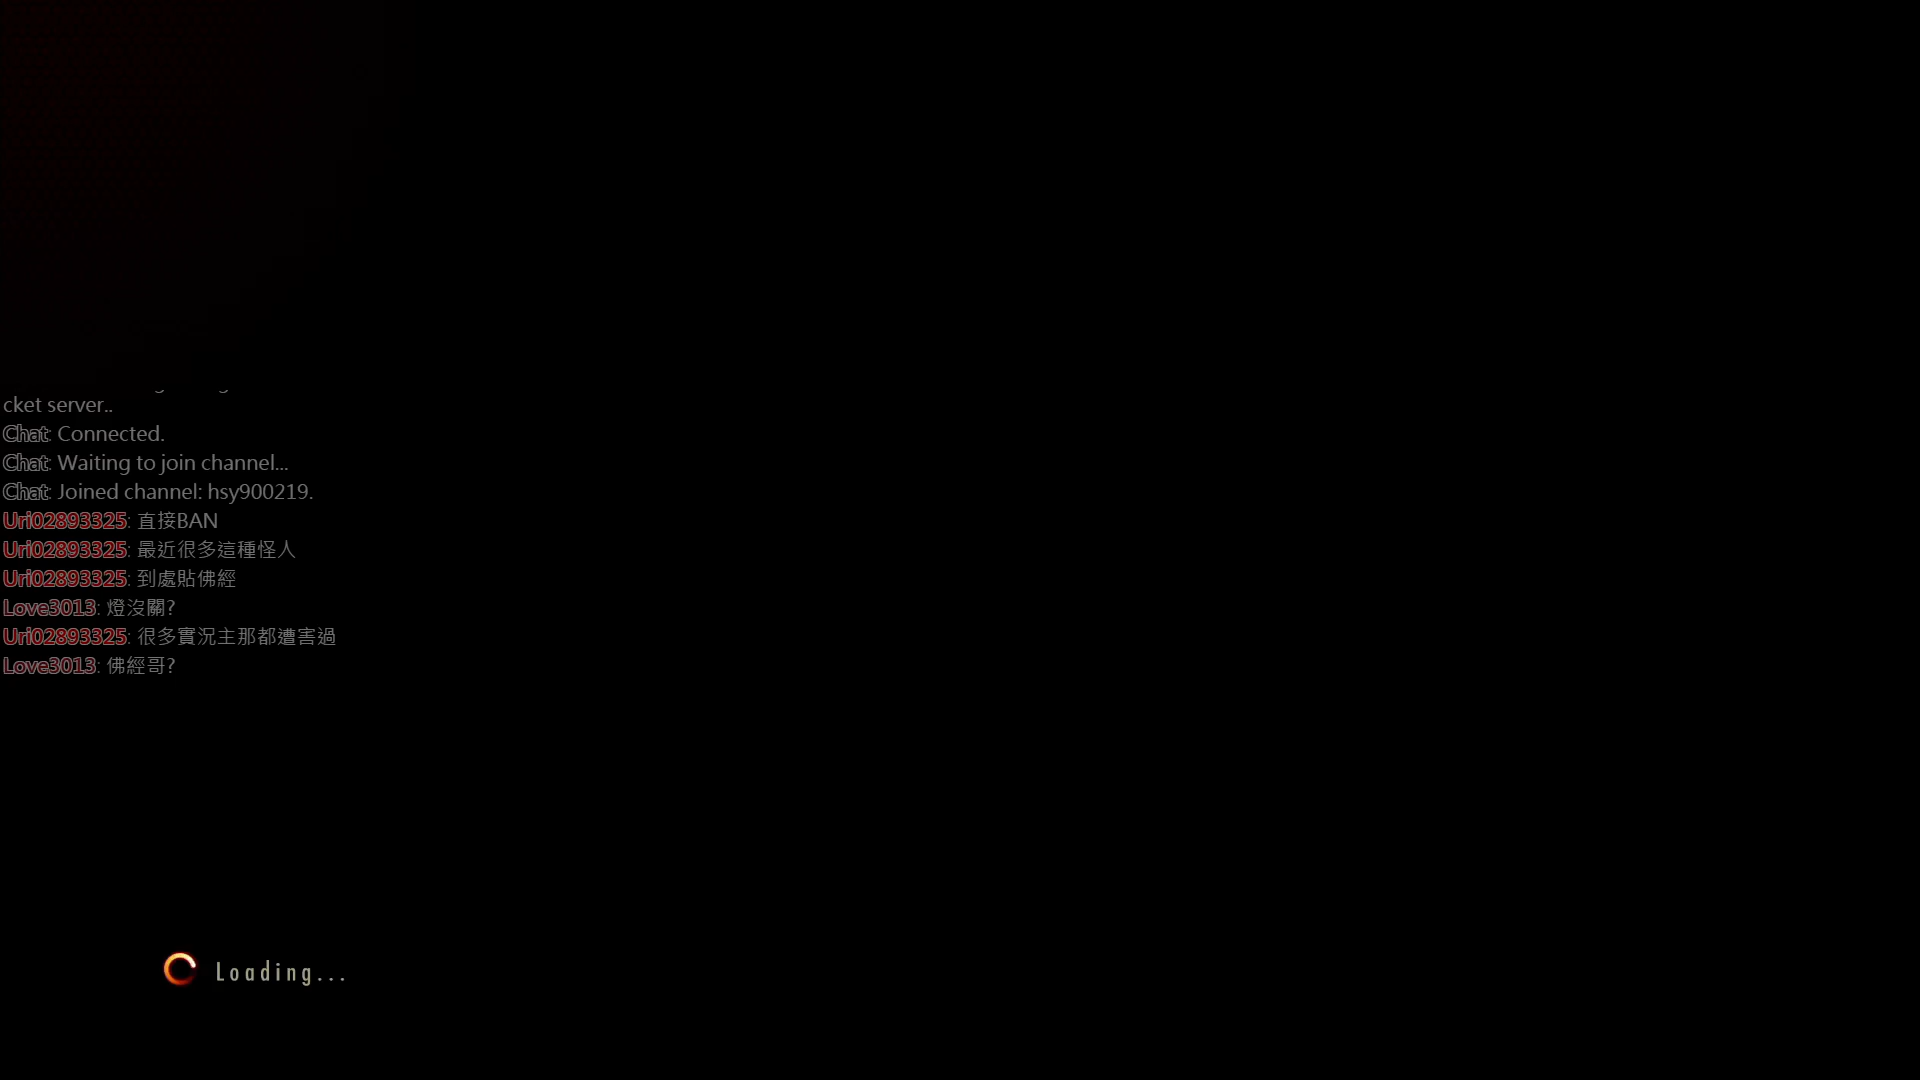 cket server..
Chat: Connected.
Chat: Waiting to join channel...
Chat: Joined channel: hsy900219.
Uri02893325: 直接BAN
Uri02893325: 最近很多這種怪人
Uri02893325: 到處貼佛經
Love3013: 燈沒關?
Uri02893325: 很多實況主那都遭害過
Love3013: 佛經哥?
Loading...